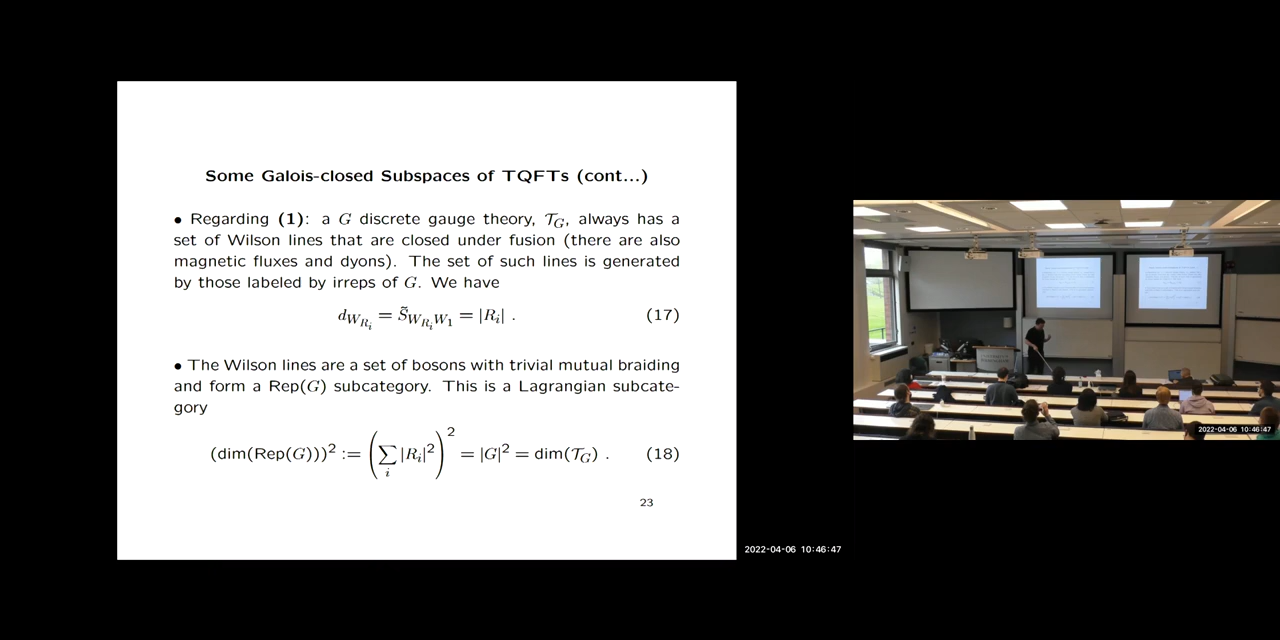 Some Galois-closed Subspaces of TQFTs (cont...)
• Regarding (1): a G discrete gauge theory, 𝒯_G, always has a
set of Wilson lines that are closed under fusion (there are also
magnetic fluxes and dyons). The set of such lines is generated
by those labeled by irreps of G. We have
d_{W_{R_i}} = S̃_{W_{R_i} W_1} = |R_i| . (17)
• The Wilson lines are a set of bosons with trivial mutual braiding
and form a Rep(G) subcategory. This is a Lagrangian subcate-
gory
(dim(Rep(G)))² := (∑_i |R_i|²)² = |G|² = dim(𝒯_G) . (18)
23
2022-04-06 10:46:47
2022-04-06 10:46:47